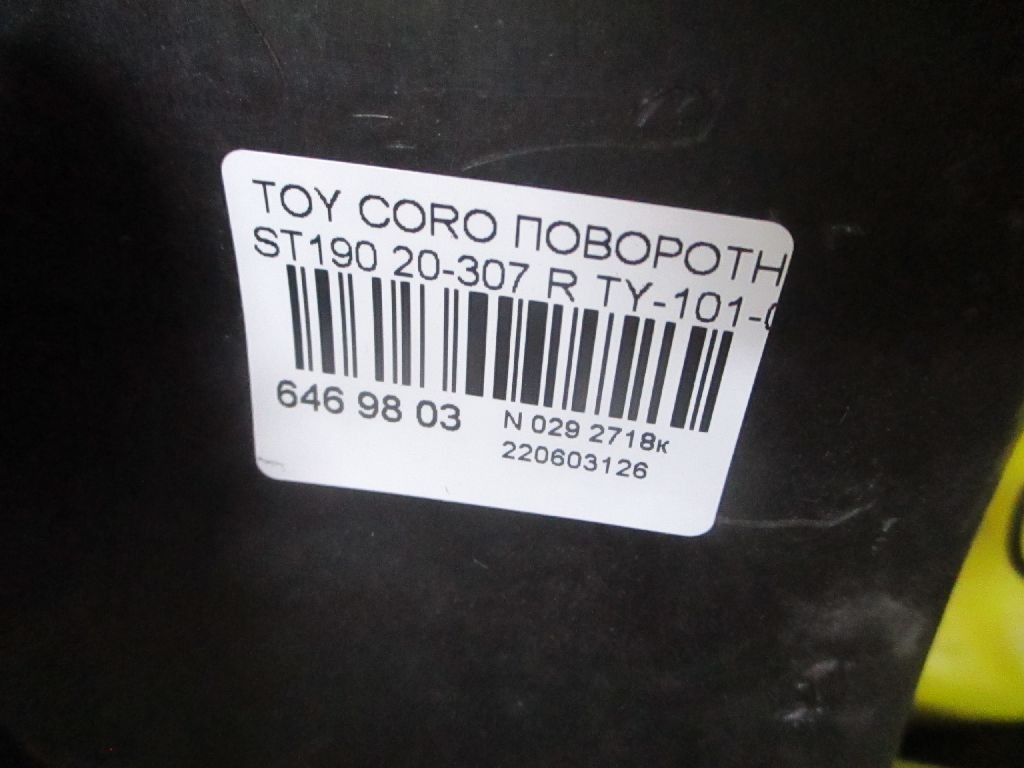 TOY CORO ПОВОРОТН
ST190 20-307 R TY-101-
646 98 03
N 029 2718к
220603126